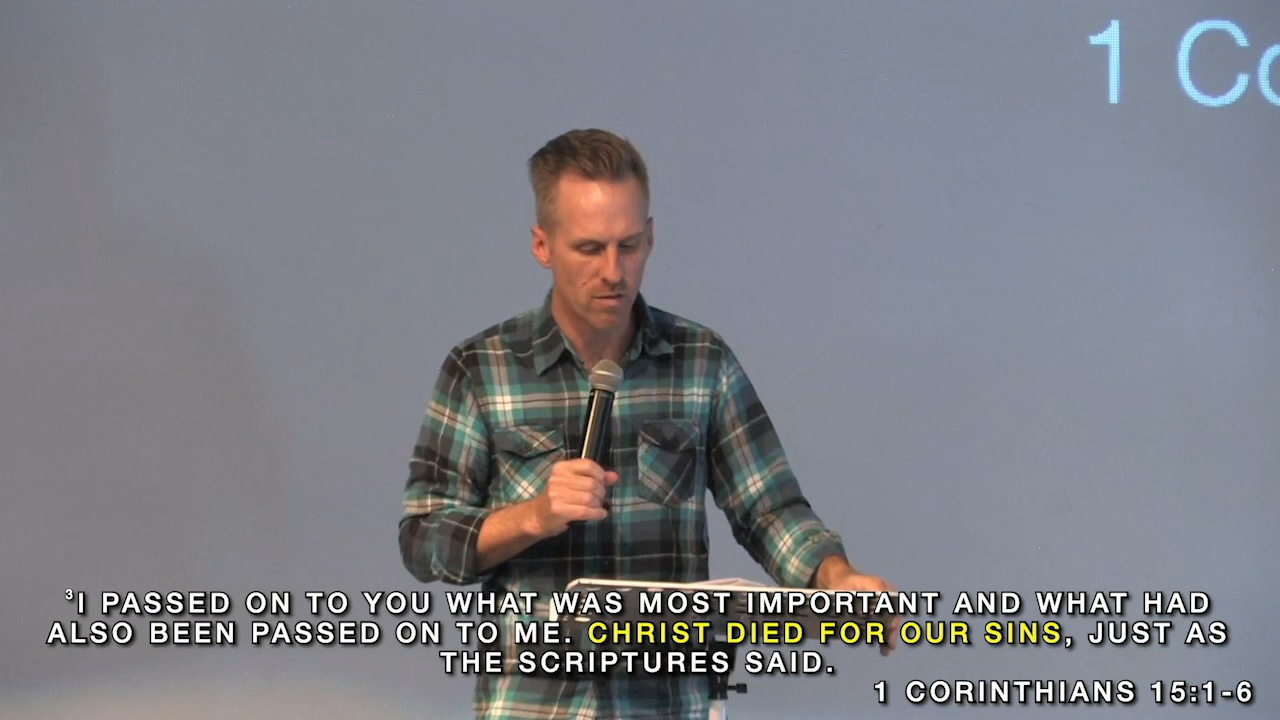 1 Co
³I PASSED ON TO YOU WHAT WAS MOST IMPORTANT AND WHAT HAD
ALSO BEEN PASSED ON TO ME. CHRIST DIED FOR OUR SINS, JUST AS
THE SCRIPTURES SAID.
1 CORINTHIANS 15:1-6